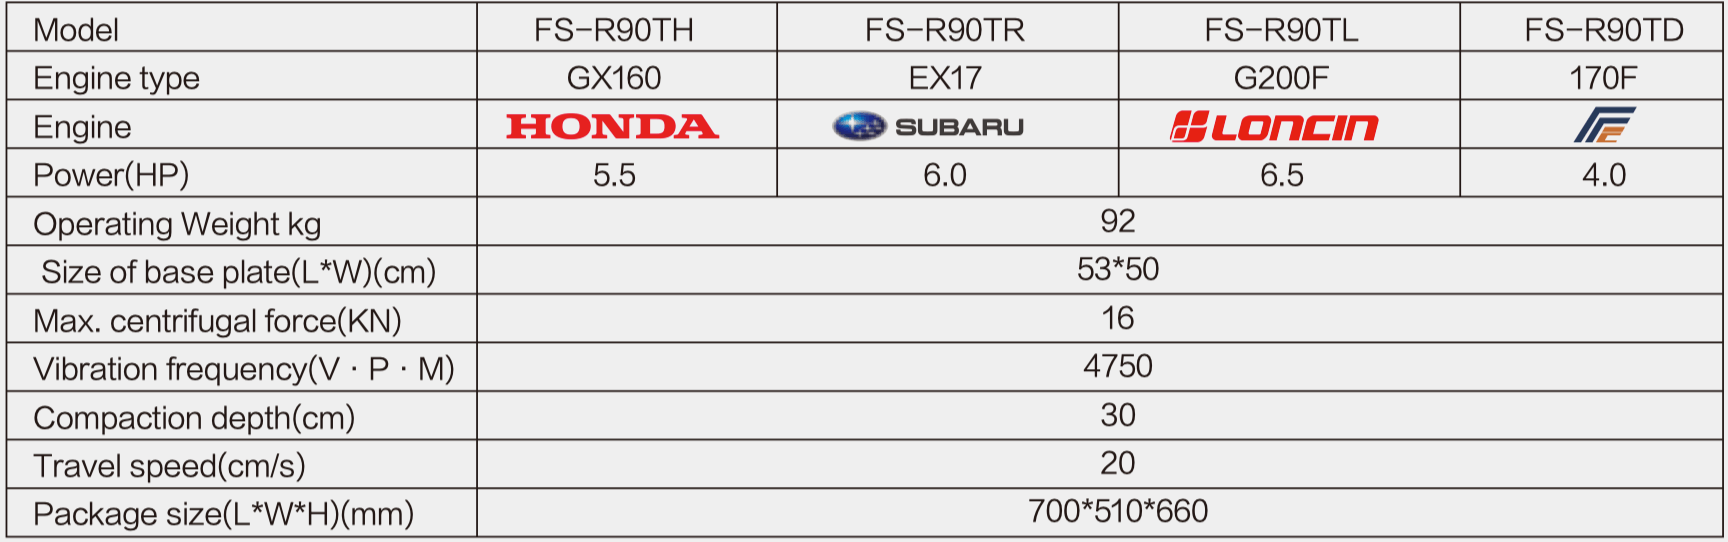 Model FS-R90TH FS-R90TR FS-R90TL FS-R90TD
Engine type GX160 EX17 G200F 170F
Engine HONDA SUBARU LONCIN
Power(HP) 5.5 6.0 6.5 4.0
Operating Weight kg 92
Size of base plate(L*W)(cm) 53*50
Max. centrifugal force(KN) 16
Vibration frequency(V · P · M) 4750
Compaction depth(cm) 30
Travel speed(cm/s) 20
Package size(L*W*H)(mm) 700*510*660